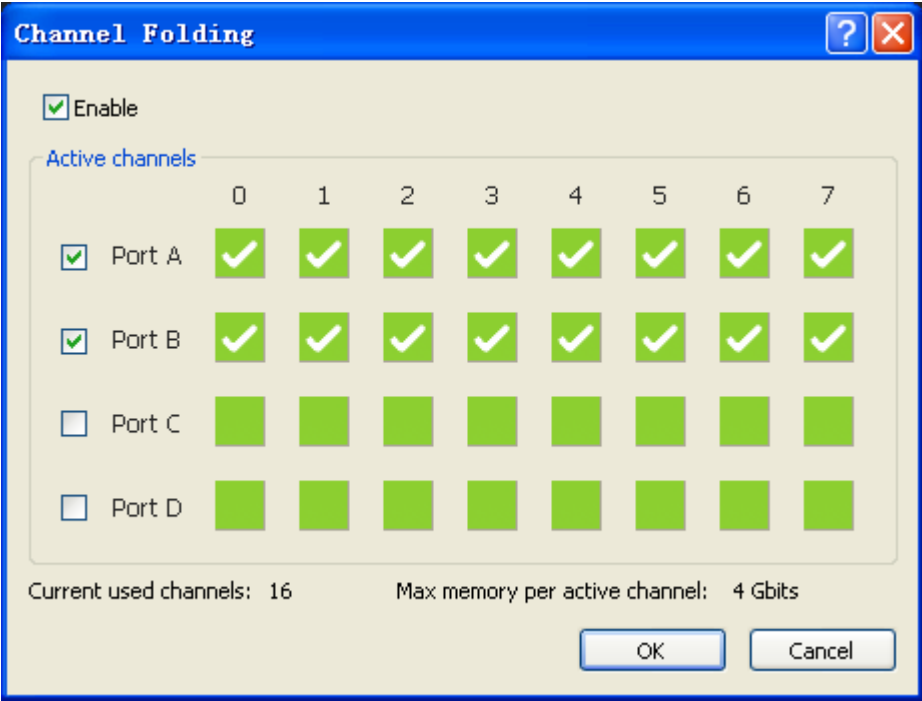 Channel Folding
Enable
Active channels
0 1 2 3 4 5 6 7
Port A
Port B
Port C
Port D
Current used channels: 16 Max memory per active channel: 4 Gbits
OK Cancel